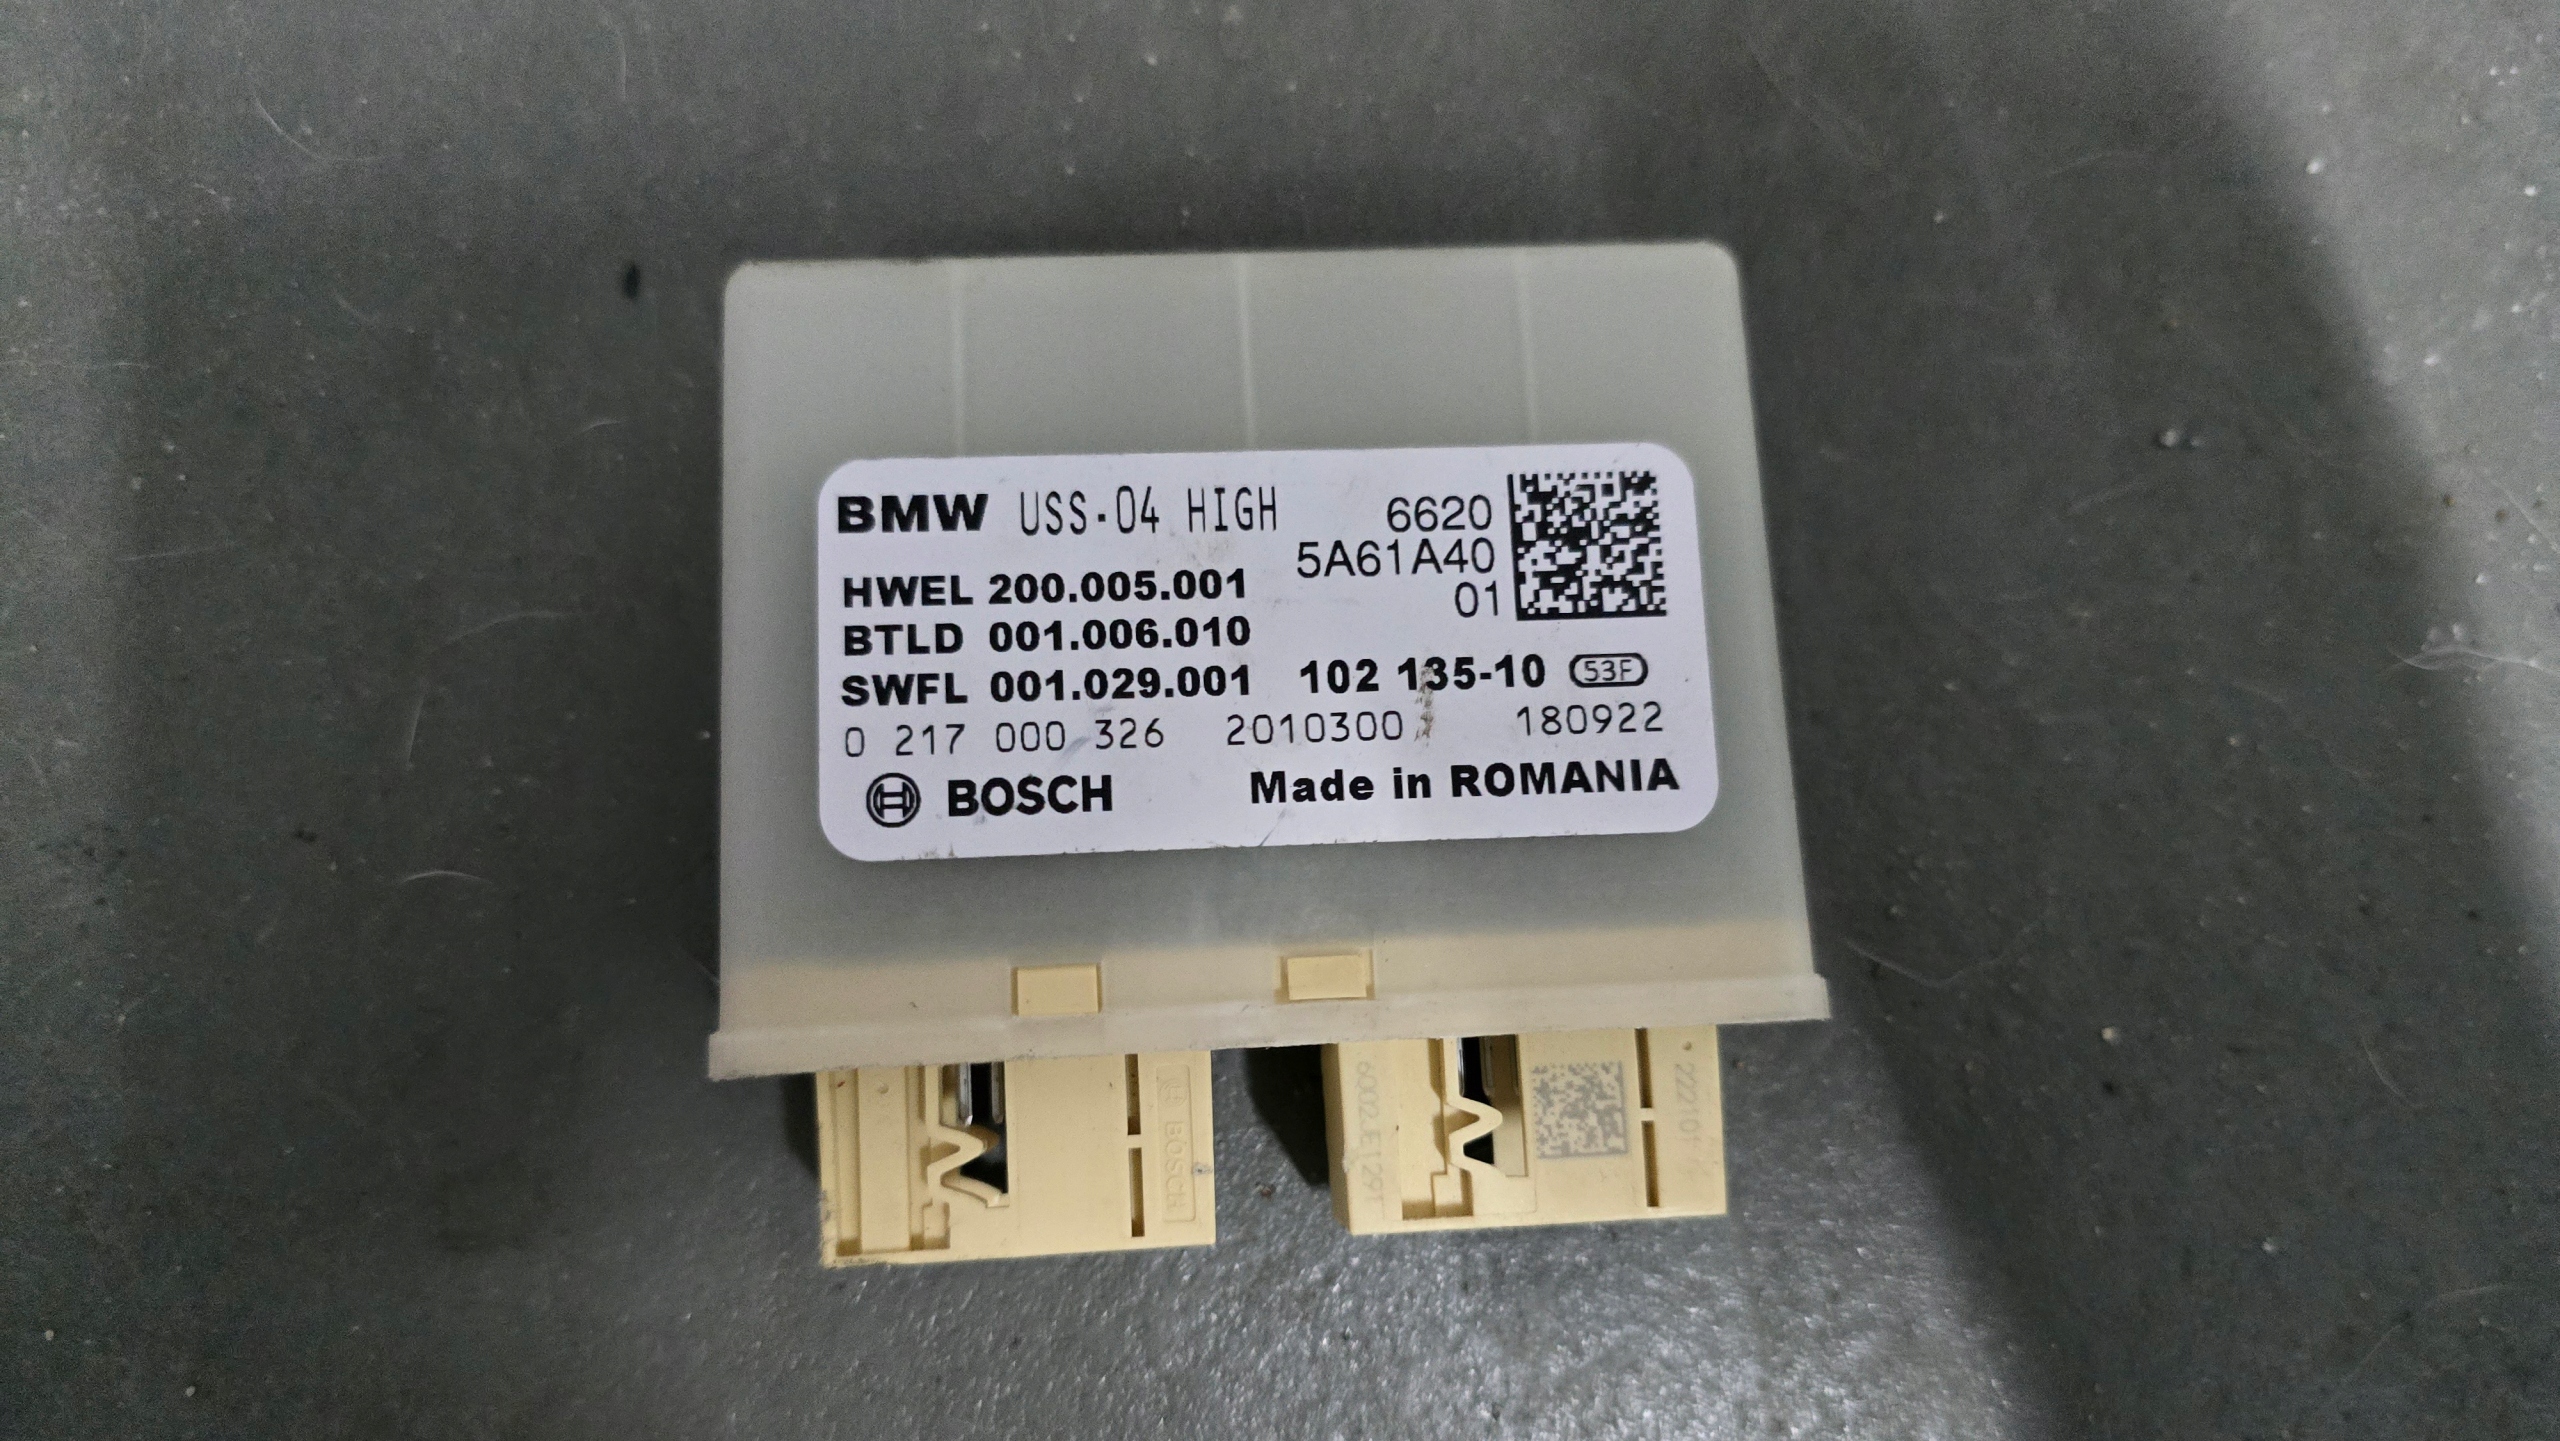 BMW USS-04 HIGH 6620
5A61A40
01
HWEL 200.005.001
BTLD 001.006.010
SWFL 001.029.001 102 135-10 53F
0 217 000 326 2010300 180922
BOSCH Made in ROMANIA
BOSCH